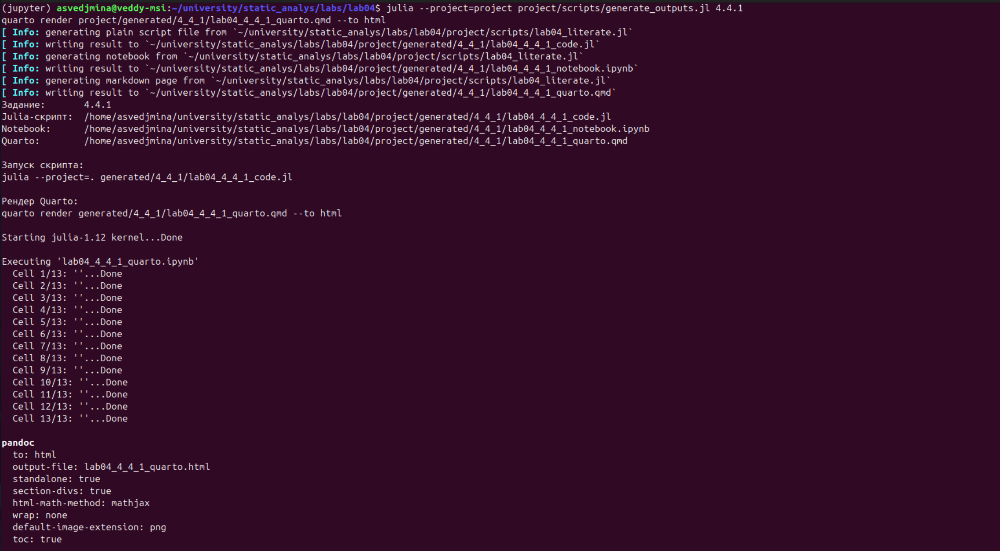 (jupyter) asvedjmina@veddy-msi:~/university/static_analys/labs/lab04$ julia --project=project project/scripts/generate_outputs.jl 4.4.1
quarto render project/generated/4_4_1/lab04_4_4_1_quarto.qmd --to html
[ Info: generating plain script file from `~/university/static_analys/labs/lab04/project/scripts/lab04_literate.jl`
[ Info: writing result to `~/university/static_analys/labs/lab04/project/generated/4_4_1/lab04_4_4_1_code.jl`
[ Info: generating notebook from `~/university/static_analys/labs/lab04/project/scripts/lab04_literate.jl`
[ Info: writing result to `~/university/static_analys/labs/lab04/project/generated/4_4_1/lab04_4_4_1_notebook.ipynb`
[ Info: generating markdown page from `~/university/static_analys/labs/lab04/project/scripts/lab04_literate.jl`
[ Info: writing result to `~/university/static_analys/labs/lab04/project/generated/4_4_1/lab04_4_4_1_quarto.qmd`
Задание:       4.4.1
Julia-скрипт:  /home/asvedjmina/university/static_analys/labs/lab04/project/generated/4_4_1/lab04_4_4_1_code.jl
Notebook:      /home/asvedjmina/university/static_analys/labs/lab04/project/generated/4_4_1/lab04_4_4_1_notebook.ipynb
Quarto:        /home/asvedjmina/university/static_analys/labs/lab04/project/generated/4_4_1/lab04_4_4_1_quarto.qmd
Запуск скрипта:
julia --project=. generated/4_4_1/lab04_4_4_1_code.jl
Рендер Quarto:
quarto render generated/4_4_1/lab04_4_4_1_quarto.qmd --to html
Starting julia-1.12 kernel...Done
Executing 'lab04_4_4_1_quarto.ipynb'
  Cell 1/13: ''...Done
  Cell 2/13: ''...Done
  Cell 3/13: ''...Done
  Cell 4/13: ''...Done
  Cell 5/13: ''...Done
  Cell 6/13: ''...Done
  Cell 7/13: ''...Done
  Cell 8/13: ''...Done
  Cell 9/13: ''...Done
  Cell 10/13: ''...Done
  Cell 11/13: ''...Done
  Cell 12/13: ''...Done
  Cell 13/13: ''...Done
pandoc
  to: html
  output-file: lab04_4_4_1_quarto.html
  standalone: true
  section-divs: true
  html-math-method: mathjax
  wrap: none
  default-image-extension: png
  toc: true